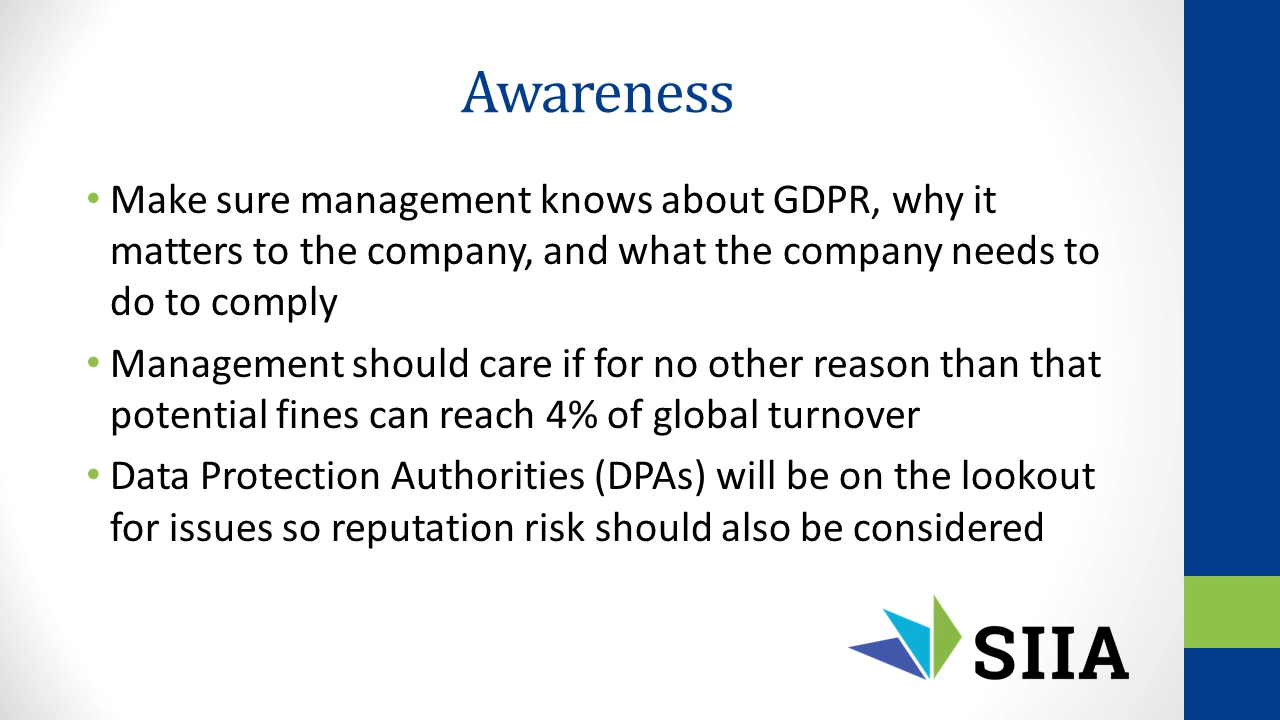 Awareness
• Make sure management knows about GDPR, why it
matters to the company, and what the company needs to
do to comply
• Management should care if for no other reason than that
potential fines can reach 4% of global turnover
• Data Protection Authorities (DPAs) will be on the lookout
for issues so reputation risk should also be considered
SIIA